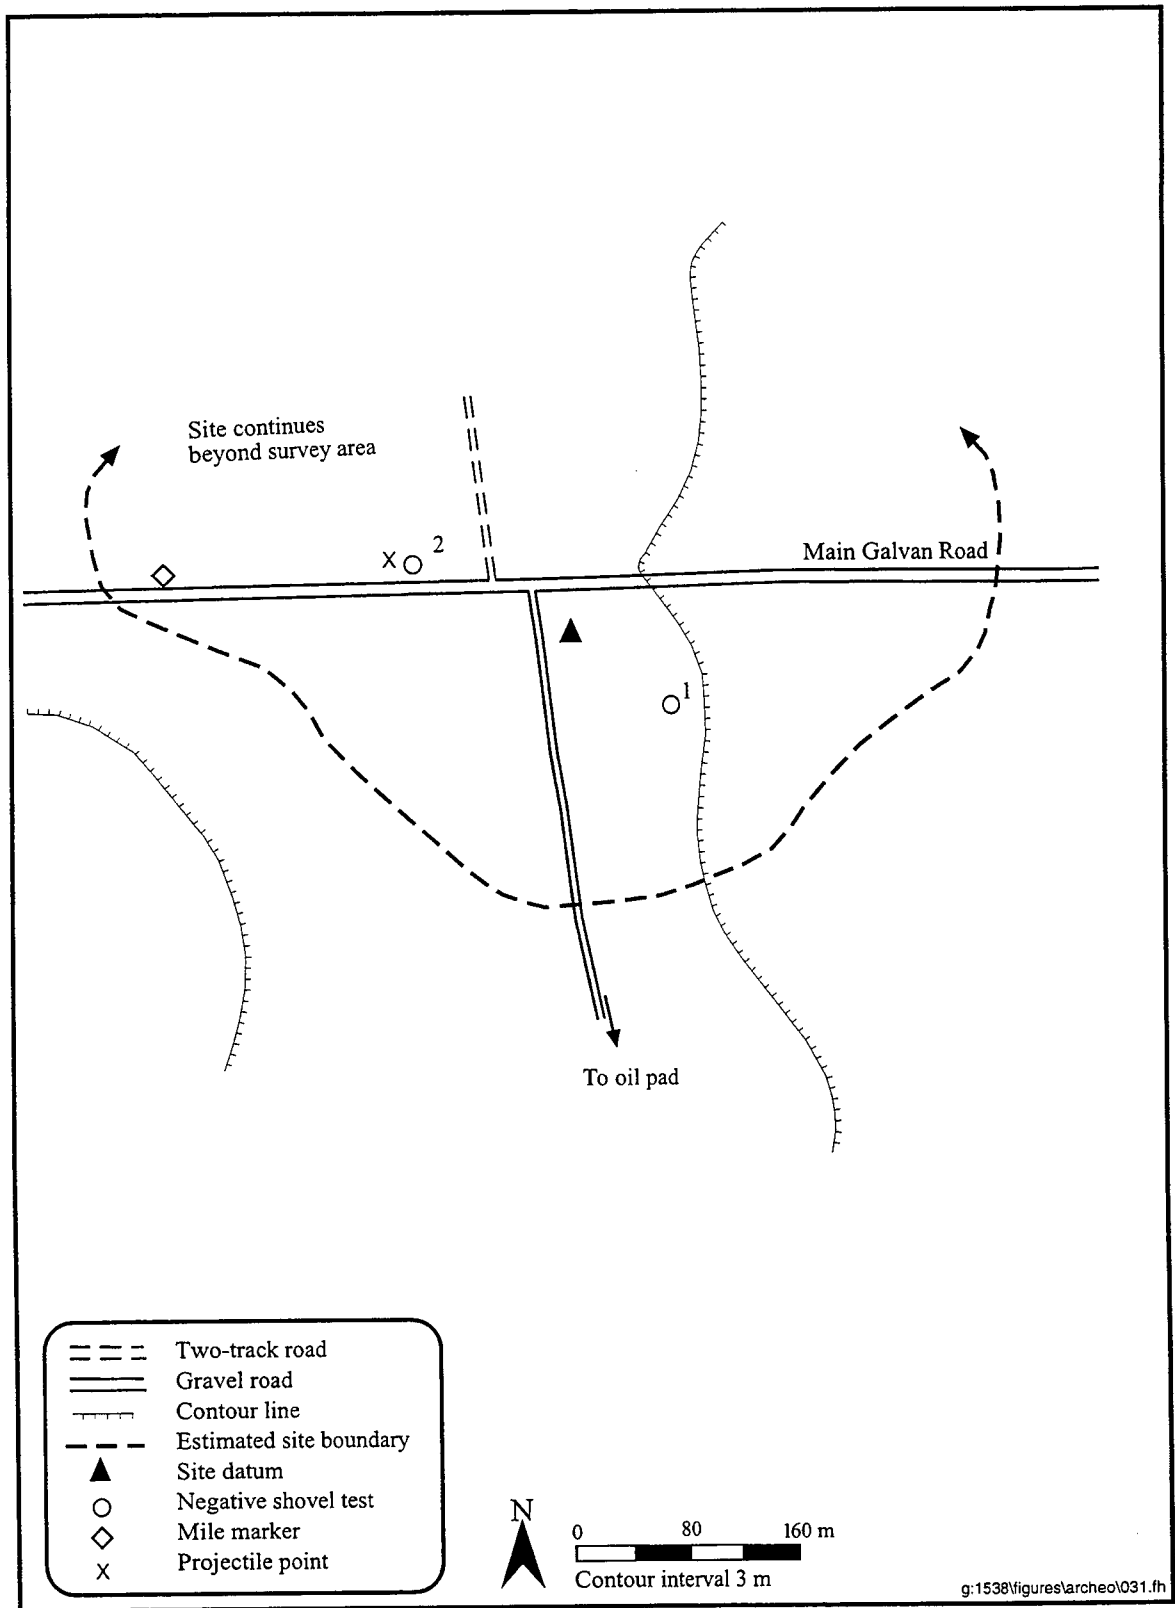 Site continues
beyond survey area
X
2
Main Galvan Road
1
To oil pad
Two-track road
Gravel road
Contour line
Estimated site boundary
Site datum
Negative shovel test
Mile marker
X Projectile point
N
0 80 160 m
Contour interval 3 m
g:1538\figures\archeo\031.fh